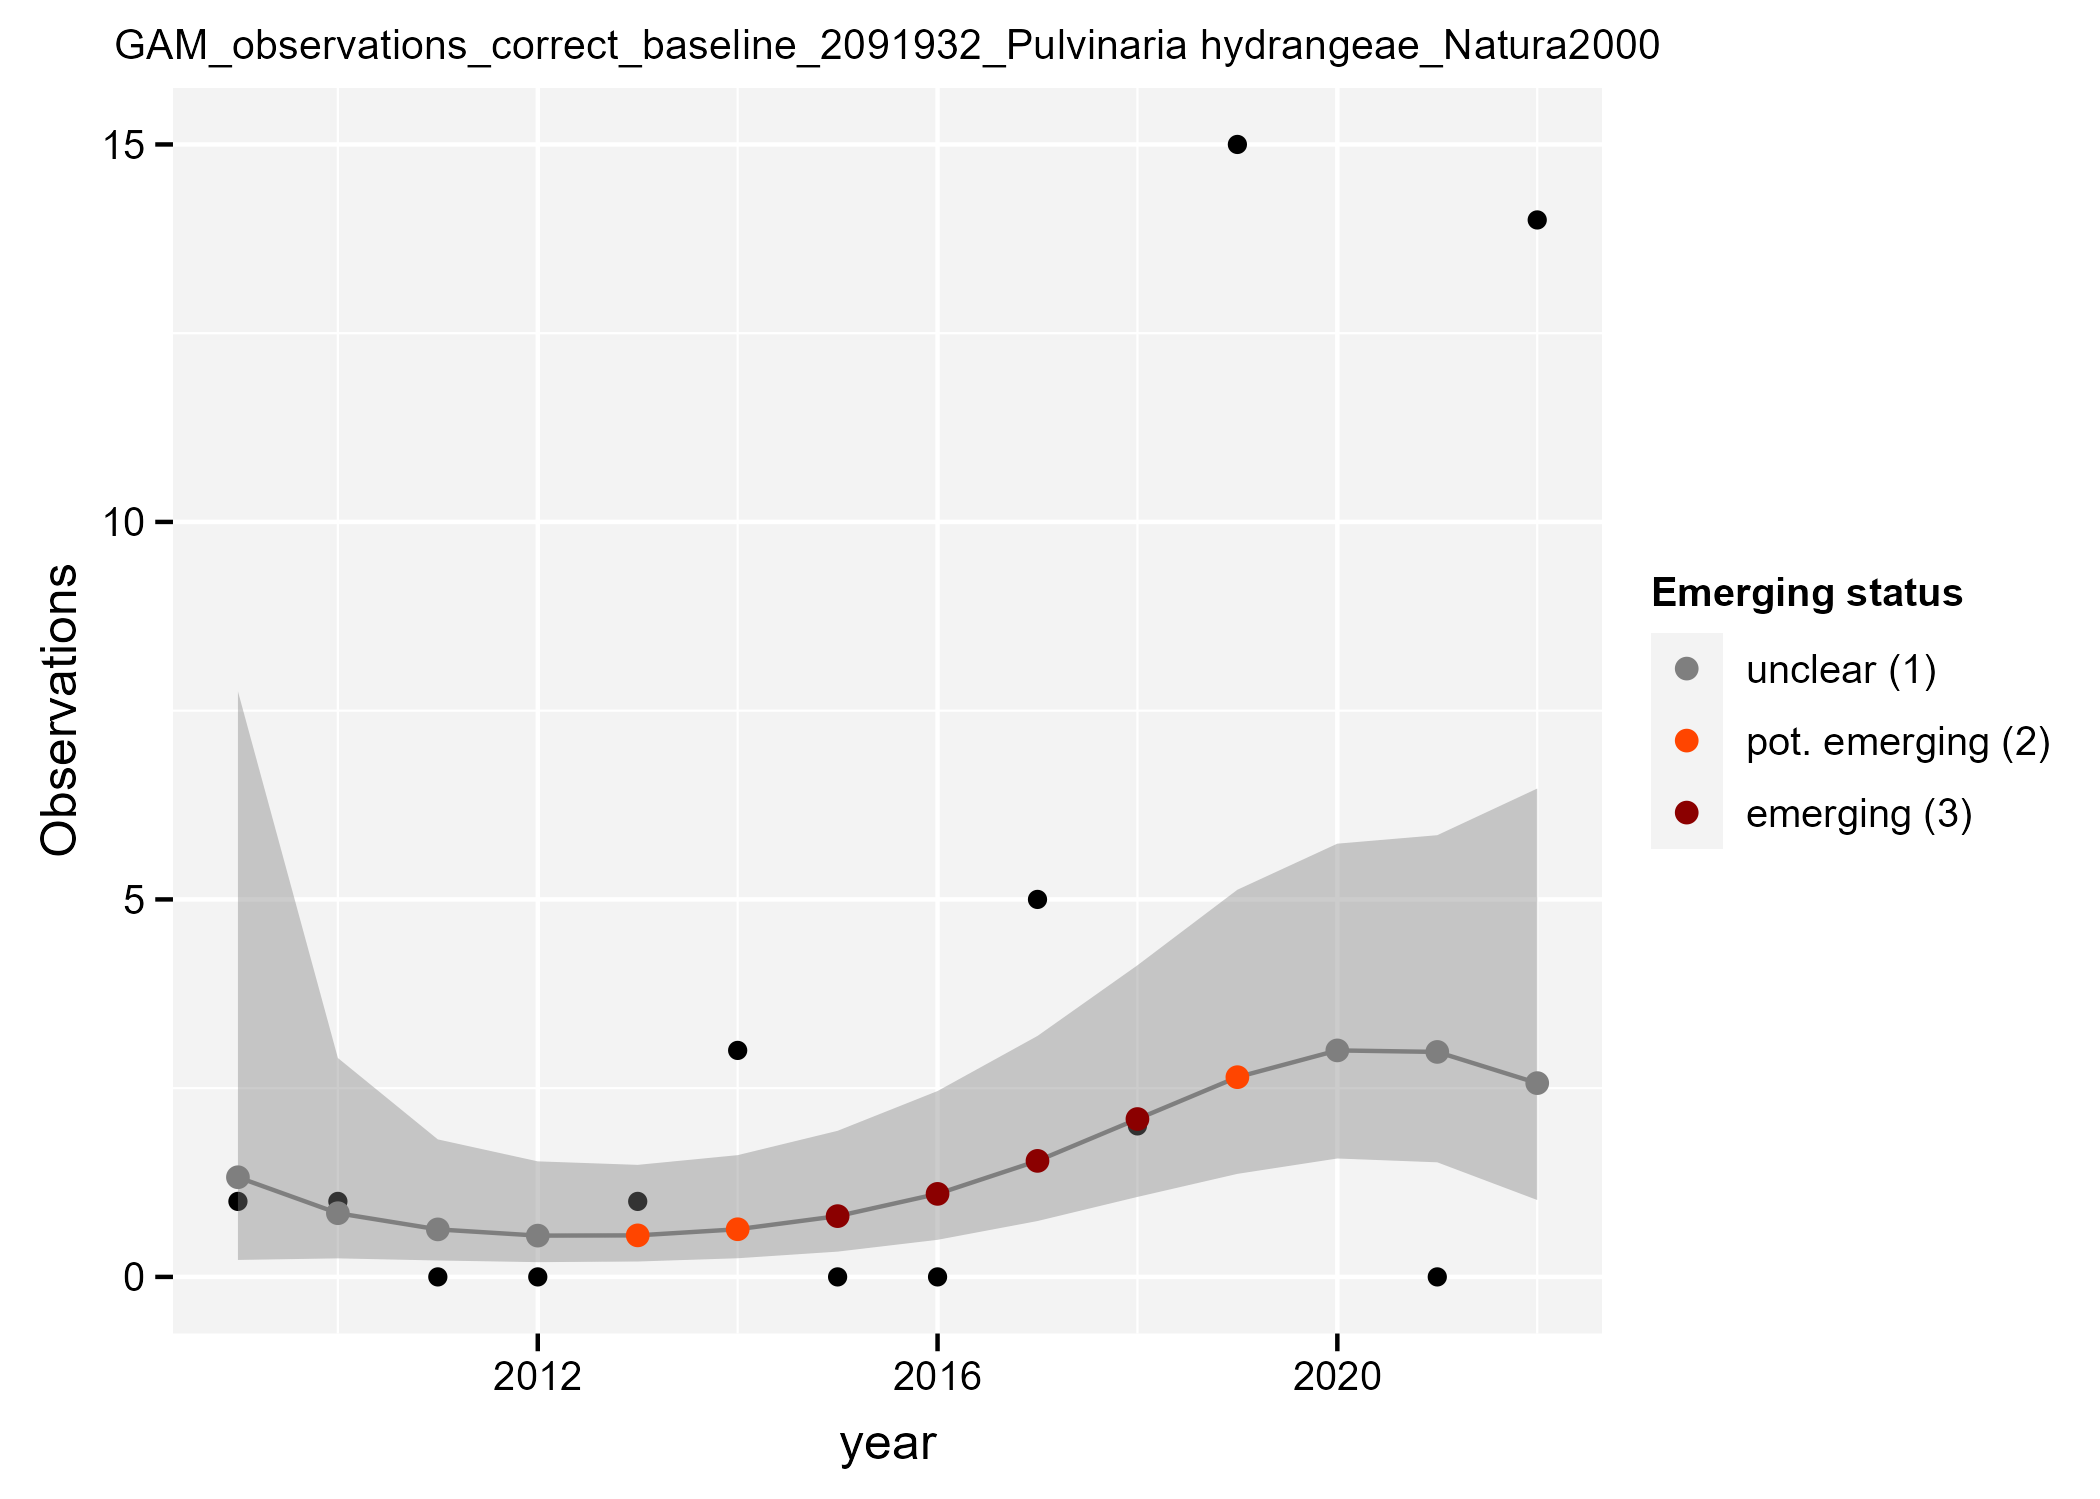 GAM_observations_correct_baseline_2091932_Pulvinaria hydrangeae_Natura2000
15
10
5
0
Observations
2012
2016
2020
year
Emerging status
unclear (1)
pot. emerging (2)
emerging (3)